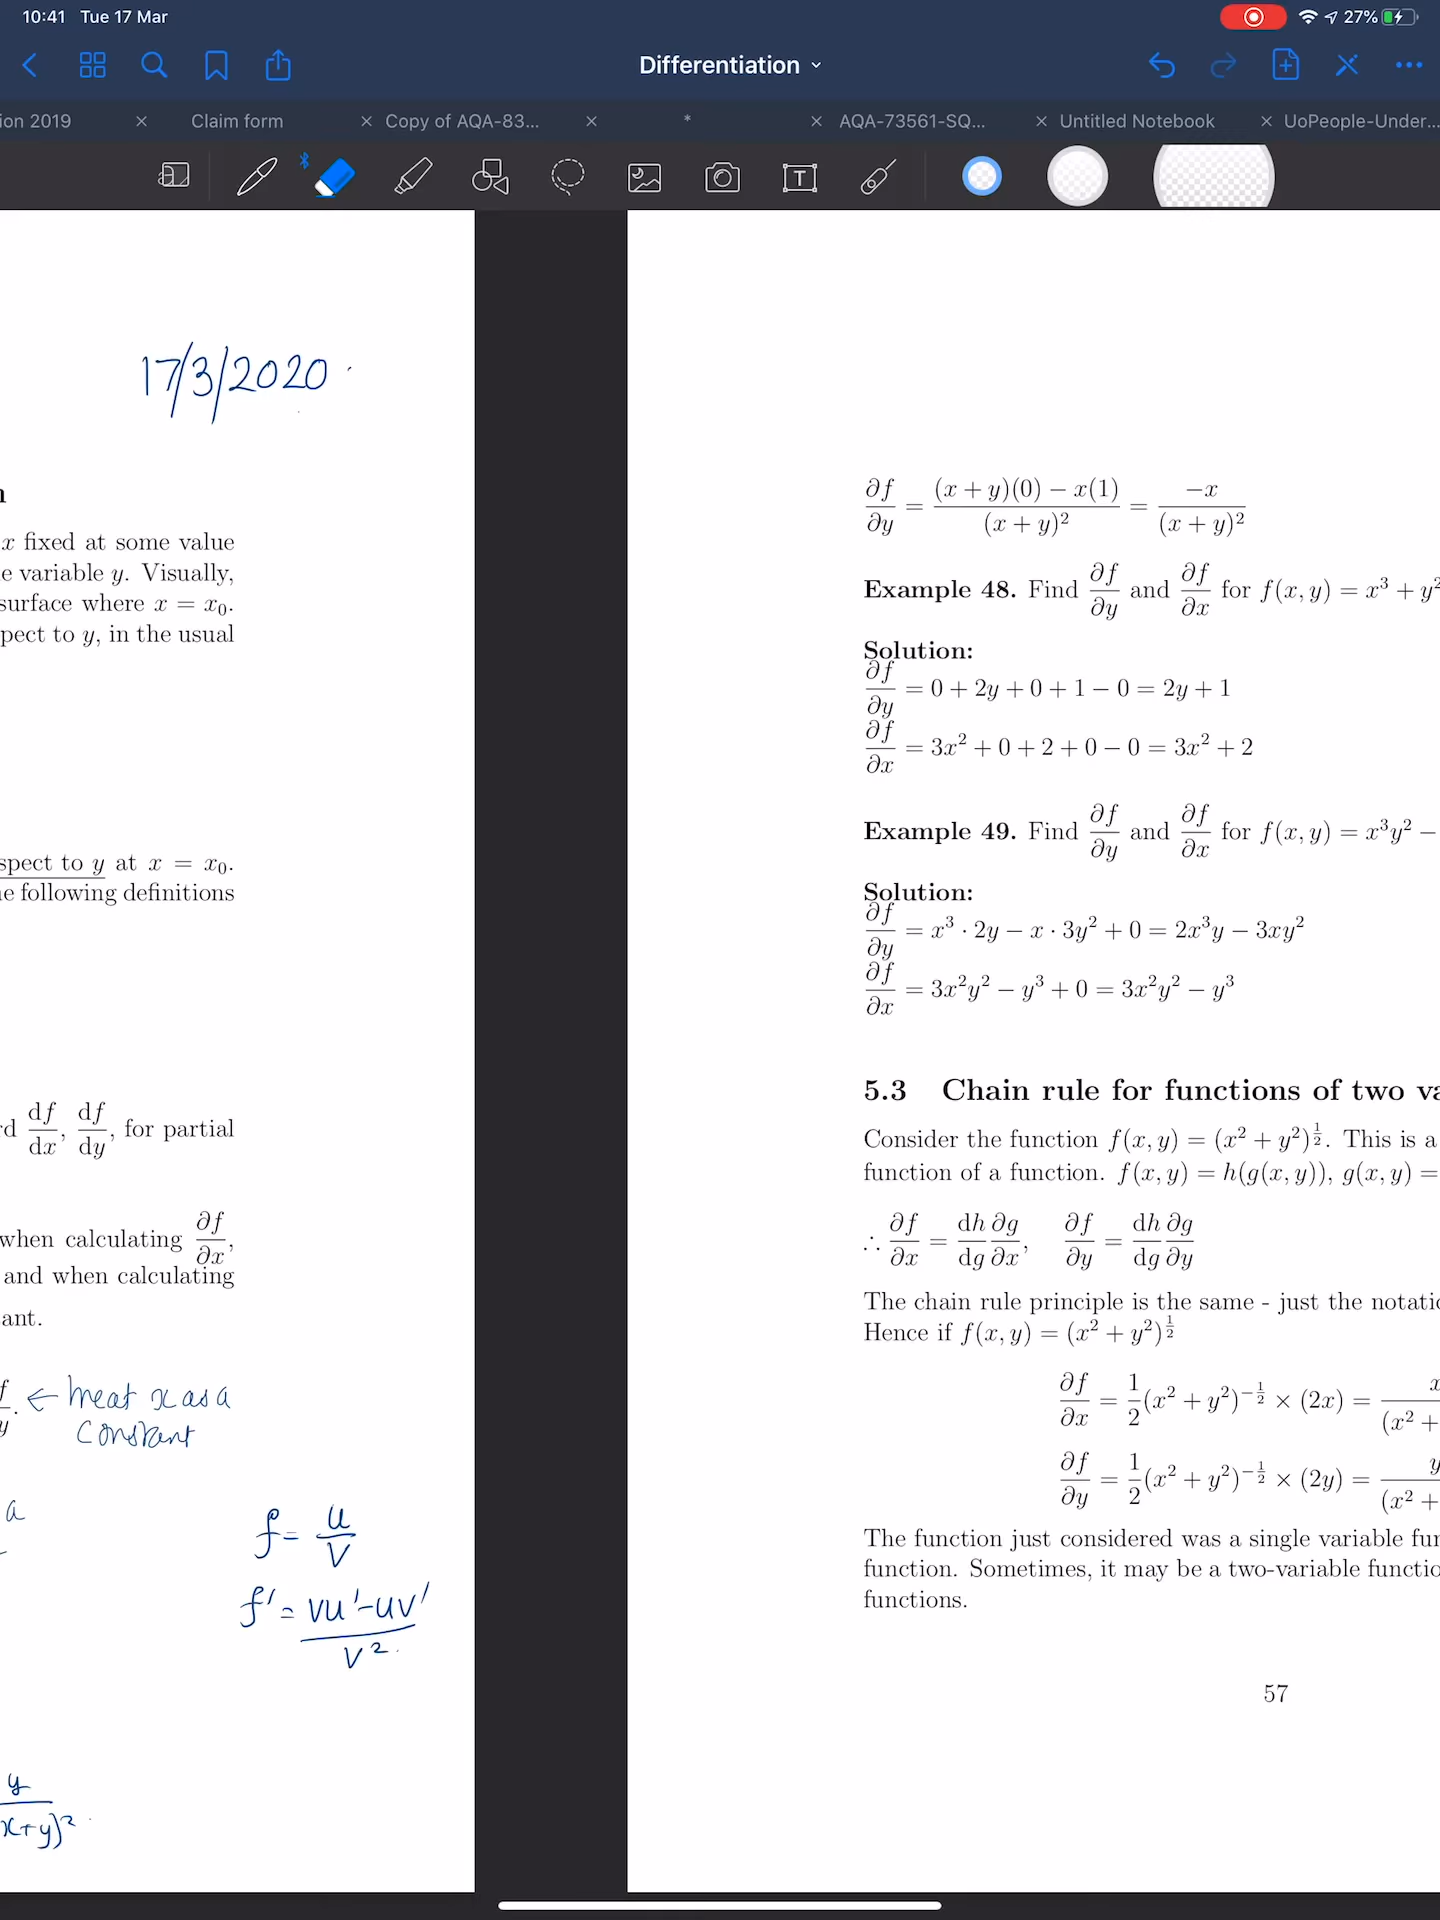 10:41 Tue 17 Mar
27%
Differentiation
ion 2019
Claim form
Copy of AQA-83...
*
AQA-73561-SQ...
Untitled Notebook
UoPeople-Under...
17/3/2020
x fixed at some value
e variable y. Visually,
surface where x = x₀.
pect to y, in the usual
spect to y at x = x₀.
e following definitions
rd df/dx, df/dy, for partial
when calculating ∂f/∂x,
and when calculating
tant.
f/y. ← treat x as a
constant
a
f = u/v
f' = vu'-uv' / v²
y
x+y)²
∂f/∂y = ((x + y)(0) − x(1))/(x + y)² = −x/(x + y)²
Example 48. Find ∂f/∂y and ∂f/∂x for f(x, y) = x³ + y²
Solution:
∂f/∂y = 0 + 2y + 0 + 1 − 0 = 2y + 1
∂f/∂x = 3x² + 0 + 2 + 0 − 0 = 3x² + 2
Example 49. Find ∂f/∂y and ∂f/∂x for f(x, y) = x³y² −
Solution:
∂f/∂y = x³ · 2y − x · 3y² + 0 = 2x³y − 3xy²
∂f/∂x = 3x²y² − y³ + 0 = 3x²y² − y³
5.3 Chain rule for functions of two va
Consider the function f(x, y) = (x² + y²)^½. This is a
function of a function. f(x, y) = h(g(x, y)), g(x, y) =
∴ ∂f/∂x = dh/dg ∂g/∂x, ∂f/∂y = dh/dg ∂g/∂y
The chain rule principle is the same - just the notatio
Hence if f(x, y) = (x² + y²)^½
∂f/∂x = 1/2(x² + y²)^−½ × (2x) = x/(x² +
∂f/∂y = 1/2(x² + y²)^−½ × (2y) = y/(x² +
The function just considered was a single variable fun
function. Sometimes, it may be a two-variable functio
functions.
57